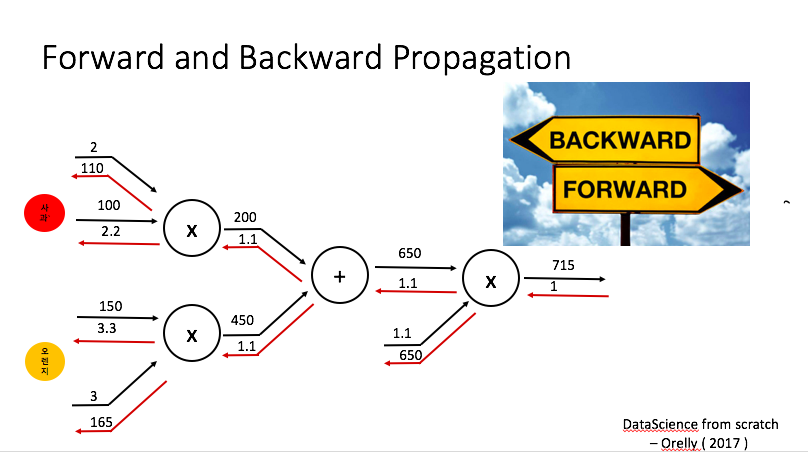 Forward and Backward Propagation
BACKWARD
FORWARD
2
110
사
과
100
2.2
X
200
1.1
150
3.3
X
450
1.1
오
렌
지
3
165
+
650
1.1
X
715
1
1.1
650
DataScience from scratch
– Orelly ( 2017 )